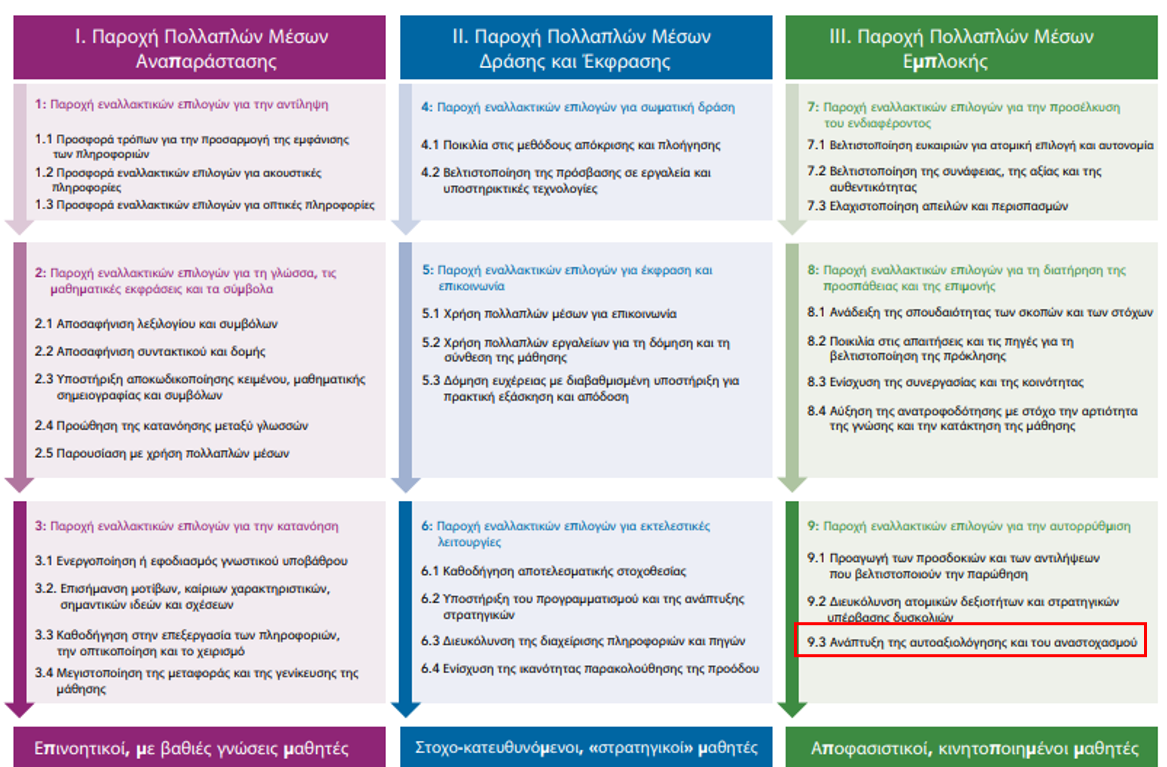 I. Παροχή Πολλαπλών Μέσων
Αναπαράστασης
1: Παροχή εναλλακτικών επιλογών για την αντίληψη
1.1 Προσφορά τρόπων για την προσαρμογή της εμφάνισης
των πληροφοριών
1.2 Προσφορά εναλλακτικών επιλογών για ακουστικές
πληροφορίες
1.3 Προσφορά εναλλακτικών επιλογών για οπτικές πληροφορίες
2: Παροχή εναλλακτικών επιλογών για τη γλώσσα, τις
μαθηματικές εκφράσεις και τα σύμβολα
2.1 Αποσαφήνιση λεξιλογίου και συμβόλων
2.2 Αποσαφήνιση συντακτικού και δομής
2.3 Υποστήριξη αποκωδικοποίησης κειμένου, μαθηματικής
σημειογραφίας και συμβόλων
2.4 Προώθηση της κατανόησης μεταξύ γλωσσών
2.5 Παρουσίαση με χρήση πολλαπλών μέσων
3: Παροχή εναλλακτικών επιλογών για την κατανόηση
3.1 Ενεργοποίηση ή εφοδιασμός γνωστικού υποβάθρου
3.2. Επισήμανση μοτίβων, καίριων χαρακτηριστικών,
σημαντικών ιδεών και σχέσεων
3.3 Καθοδήγηση στην επεξεργασία των πληροφοριών,
την οπτικοποίηση και το χειρισμό
3.4 Μεγιστοποίηση της μεταφοράς και της γενίκευσης της
μάθησης
Επινοητικοί, με βαθιές γνώσεις μαθητές
II. Παροχή Πολλαπλών Μέσων
Δράσης και Έκφρασης
4: Παροχή εναλλακτικών επιλογών για σωματική δράση
4.1 Ποικιλία στις μεθόδους απόκρισης και πλοήγησης
4.2 Βελτιστοποίηση της πρόσβασης σε εργαλεία και
υποστηρικτικές τεχνολογίες
5: Παροχή εναλλακτικών επιλογών για έκφραση και
επικοινωνία
5.1 Χρήση πολλαπλών μέσων για επικοινωνία
5.2 Χρήση πολλαπλών εργαλείων για τη δόμηση και τη
σύνθεση της μάθησης
5.3 Δόμηση ευχέρειας με διαβαθμισμένη υποστήριξη για
πρακτική εξάσκηση και απόδοση
6: Παροχή εναλλακτικών επιλογών για εκτελεστικές
λειτουργίες
6.1 Καθοδήγηση αποτελεσματικής στοχοθεσίας
6.2 Υποστήριξη του προγραμματισμού και της ανάπτυξης
στρατηγικών
6.3 Διευκόλυνση της διαχείρισης πληροφοριών και πηγών
6.4 Ενίσχυση της ικανότητας παρακολούθησης της προόδου
Στοχο-κατευθυνόμενοι, «στρατηγικοί» μαθητές
III. Παροχή Πολλαπλών Μέσων
Εμπλοκής
7: Παροχή εναλλακτικών επιλογών για την προσέλκυση
του ενδιαφέροντος
7.1 Βελτιστοποίηση ευκαιριών για ατομική επιλογή και αυτονομία
7.2 Βελτιστοποίηση της συνάφειας, της αξίας και της
αυθεντικότητας
7.3 Ελαχιστοποίηση απειλών και περισπασμών
8: Παροχή εναλλακτικών επιλογών για τη διατήρηση της
προσπάθειας και της επιμονής
8.1 Ανάδειξη της σπουδαιότητας των σκοπών και των στόχων
8.2 Ποικιλία στις απαιτήσεις και τις πηγές για τη
βελτιστοποίηση της πρόκλησης
8.3 Ενίσχυση της συνεργασίας και της κοινότητας
8.4 Αύξηση της ανατροφοδότησης με στόχο την αρτιότητα
της γνώσης και την κατάκτηση της μάθησης
9: Παροχή εναλλακτικών επιλογών για την αυτορρύθμιση
9.1 Προαγωγή των προσδοκιών και των αντιλήψεων
που βελτιστοποιούν την παρώθηση
9.2 Διευκόλυνση ατομικών δεξιοτήτων και στρατηγικών
υπέρβασης δυσκολιών
9.3 Ανάπτυξη της αυτοαξιολόγησης και του αναστοχασμού
Αποφασιστικοί, κινητοποιημένοι μαθητές